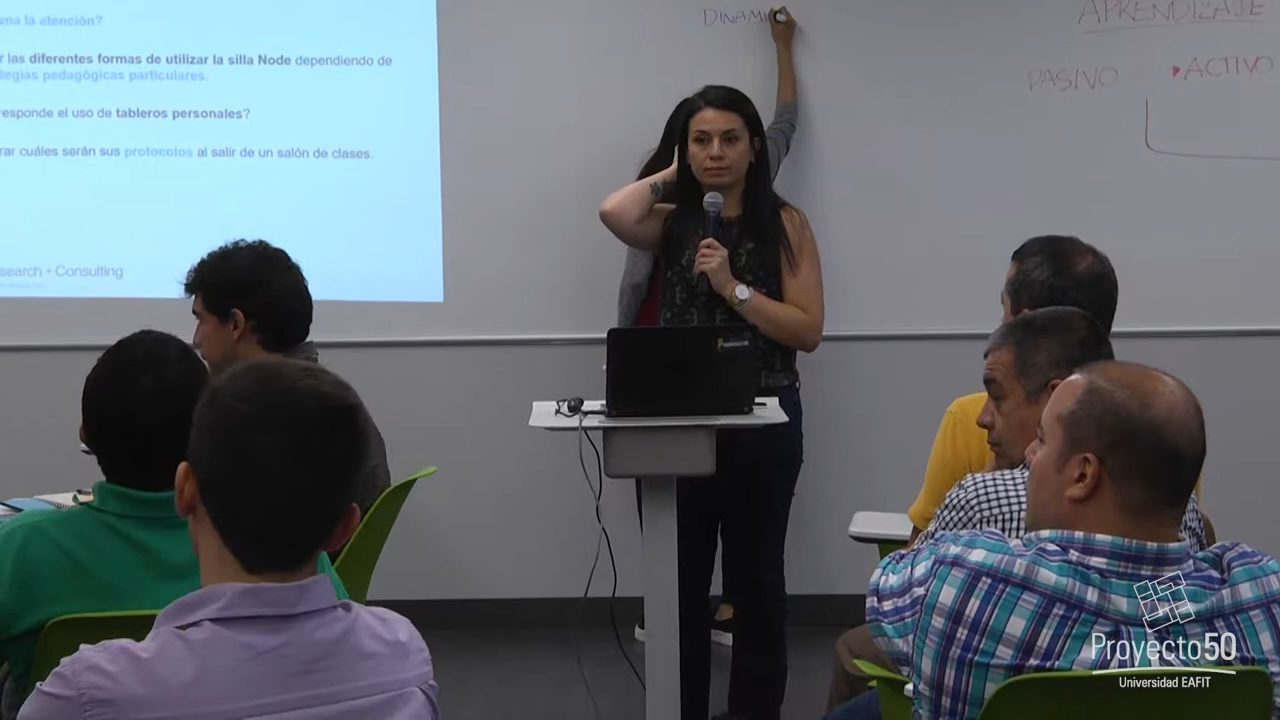 ma la atención?
r las diferentes formas de utilizar la silla Node dependiendo de
tegias pedagógicas particulares.
esponde el uso de tableros personales?
rar cuáles serán sus protocolos al salir de un salón de clases.
search + Consulting
DINAMI
APRENDIZAJE
PASIVO ACTIVO
Proyecto50
Universidad EAFIT